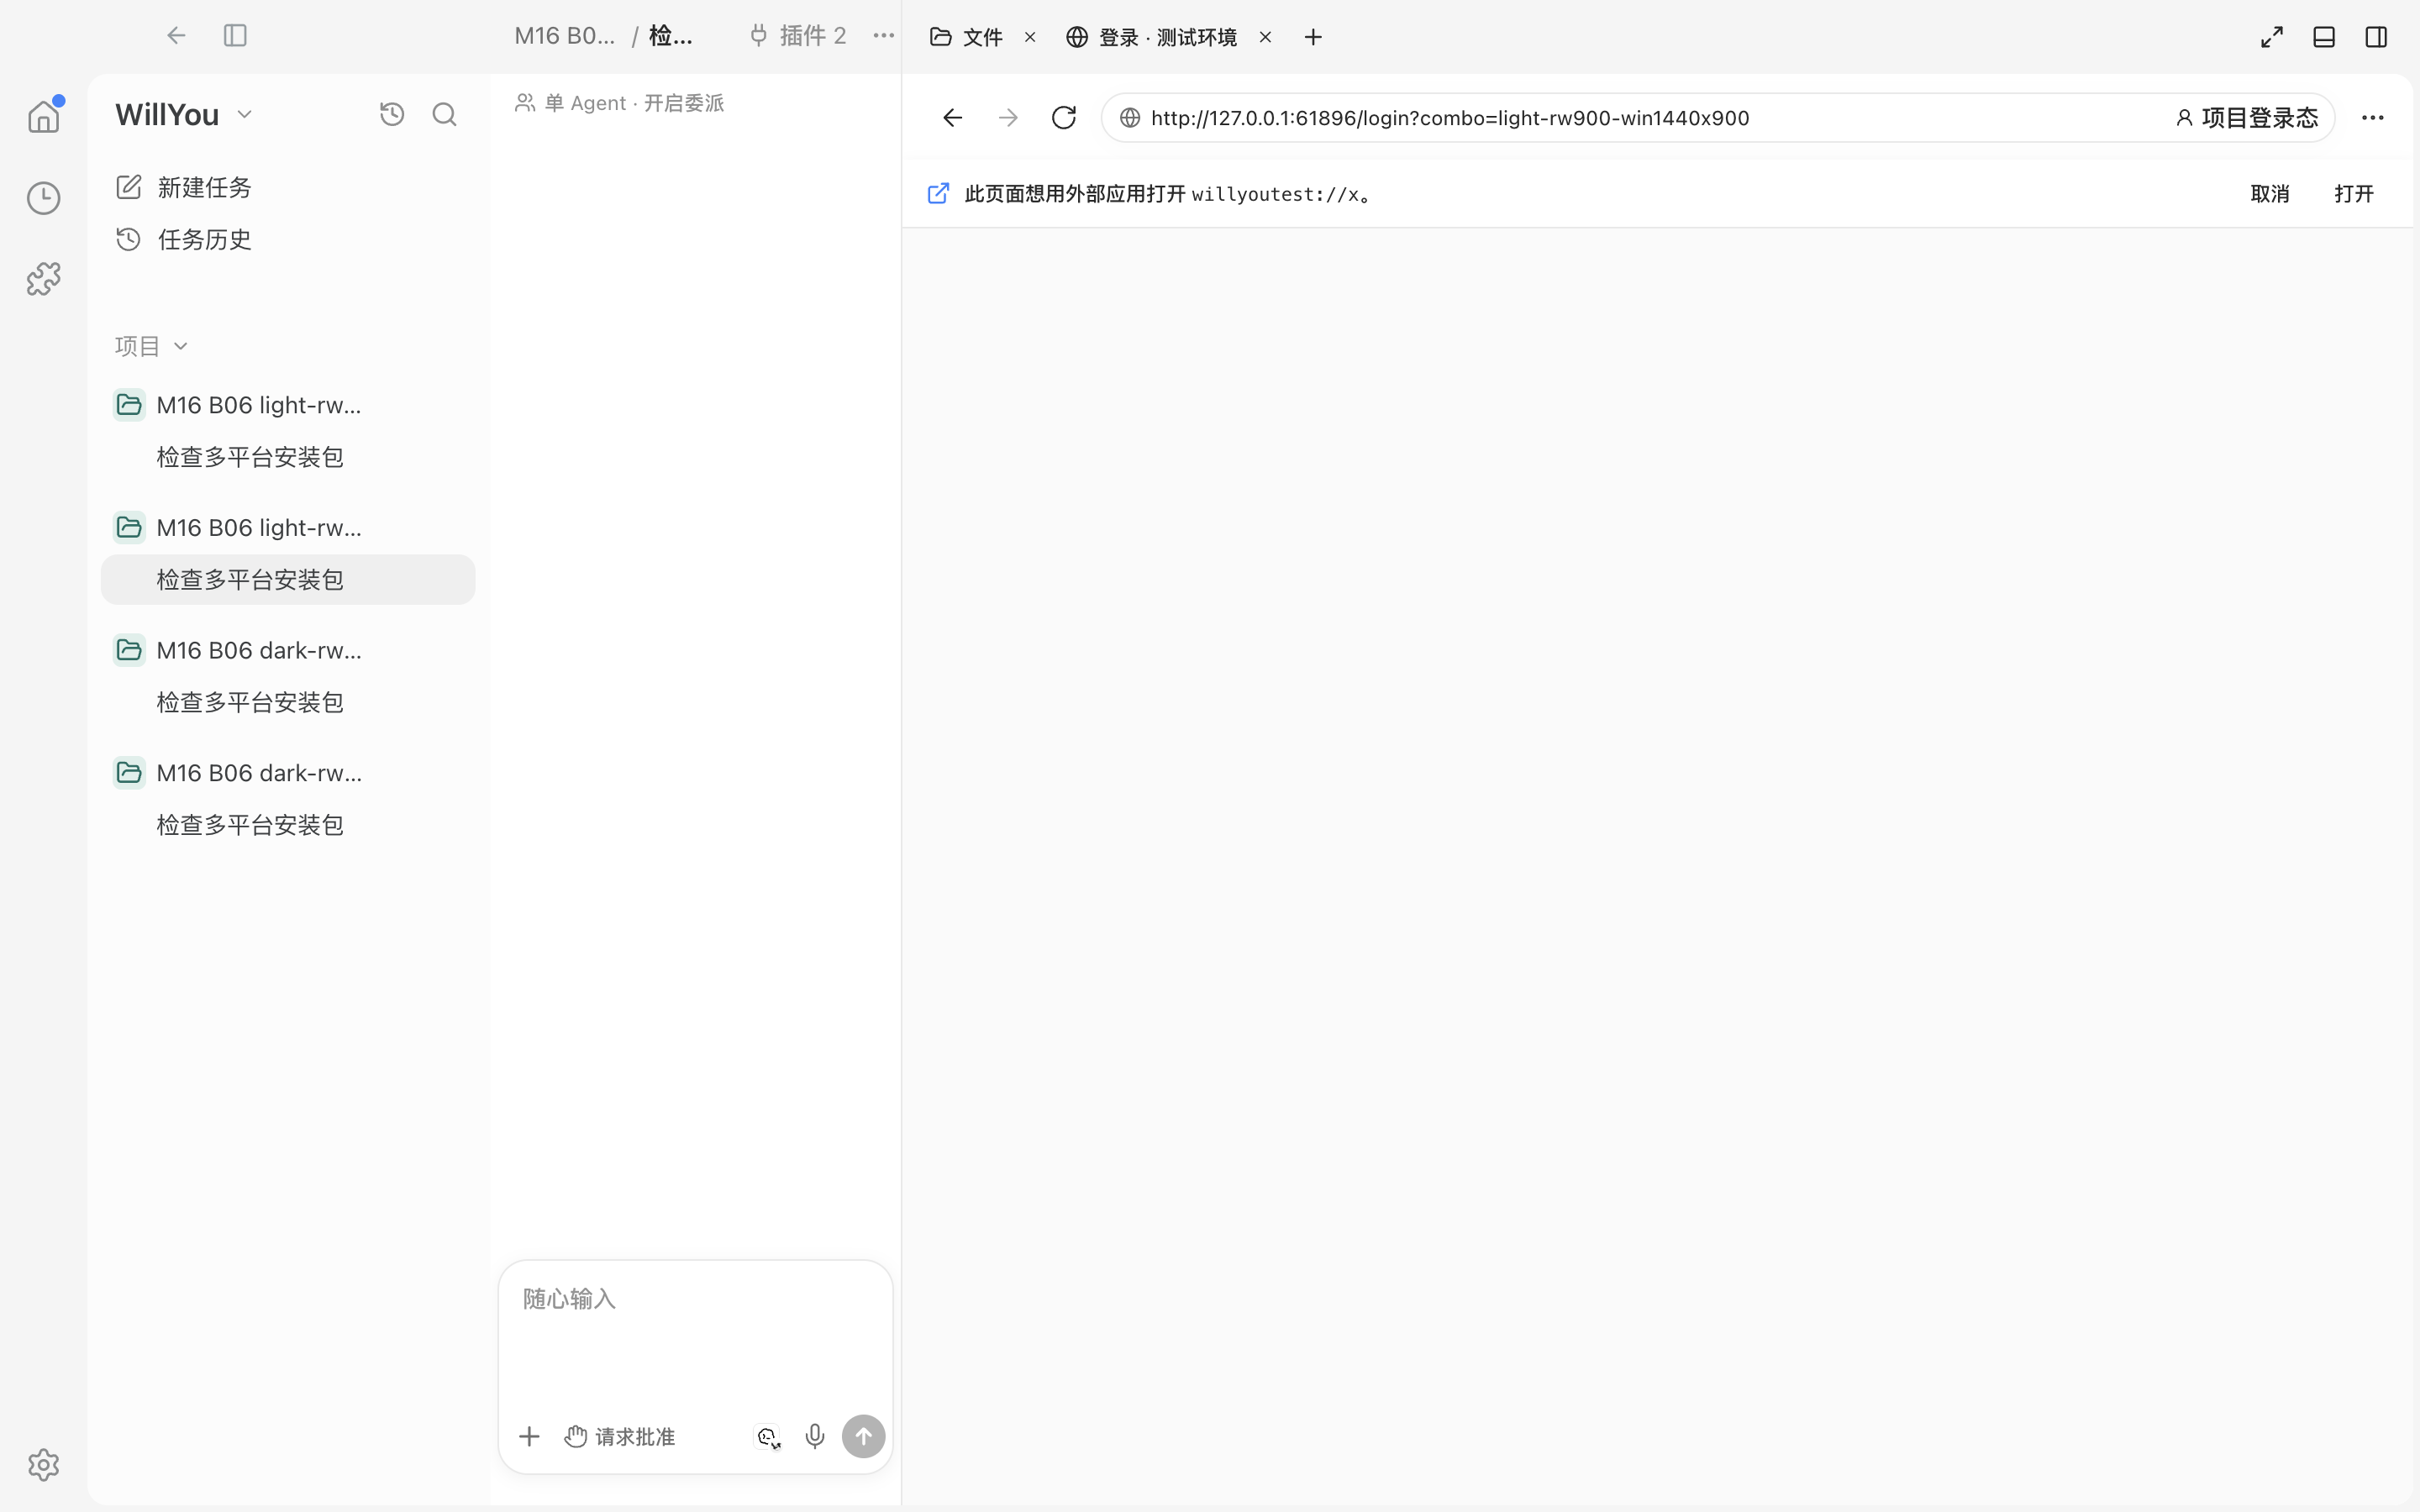 M16 B0... / 检... 插件 2
文件
登录 · 测试环境
WillYou
新建任务
任务历史
项目
M16 B06 light-rw...
检查多平台安装包
M16 B06 light-rw...
检查多平台安装包
M16 B06 dark-rw...
检查多平台安装包
M16 B06 dark-rw...
检查多平台安装包
单 Agent · 开启委派
随心输入
请求批准
http://127.0.0.1:61896/login?combo=light-rw900-win1440x900
项目登录态
此页面想用外部应用打开 willyoutest://x。
取消 打开